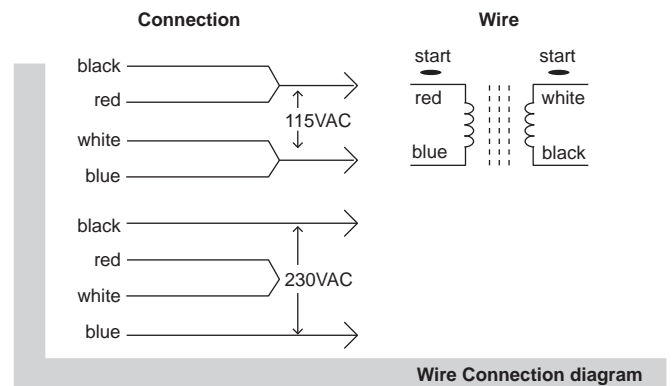 Connection
black
red
115VAC
white
blue
black
red
230VAC
white
blue
Wire
start start
red white
blue black
Wire Connection diagram